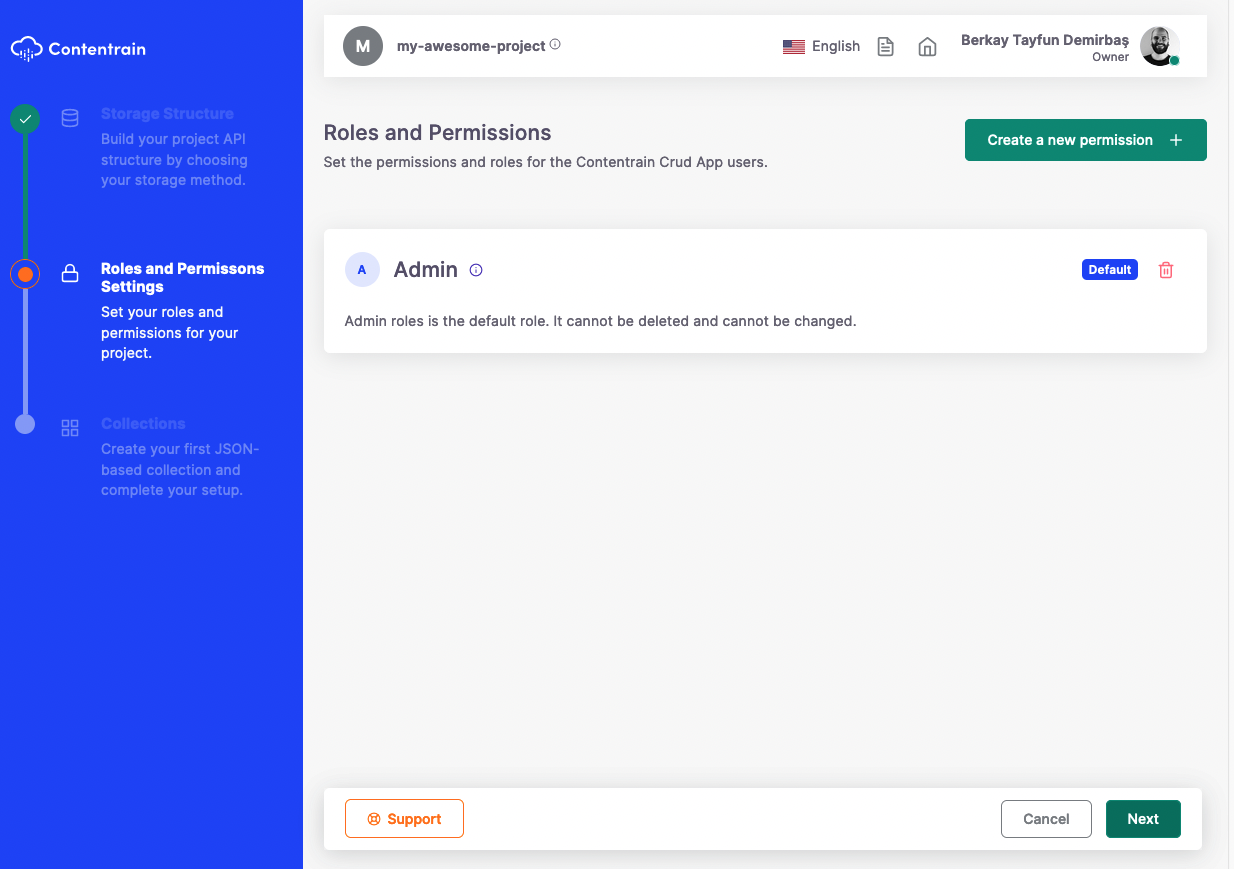 Contentrain
Storage Structure
Build your project API
structure by choosing
your storage method.
Roles and Permissons
Settings
Set your roles and
permissions for your
project.
Collections
Create your first JSON-
based collection and
complete your setup.
M
my-awesome-project
English
Berkay Tayfun Demirbaş
Owner
Roles and Permissions
Set the permissions and roles for the Contentrain Crud App users.
Create a new permission
A
Admin
Default
Admin roles is the default role. It cannot be deleted and cannot be changed.
Support
Cancel
Next